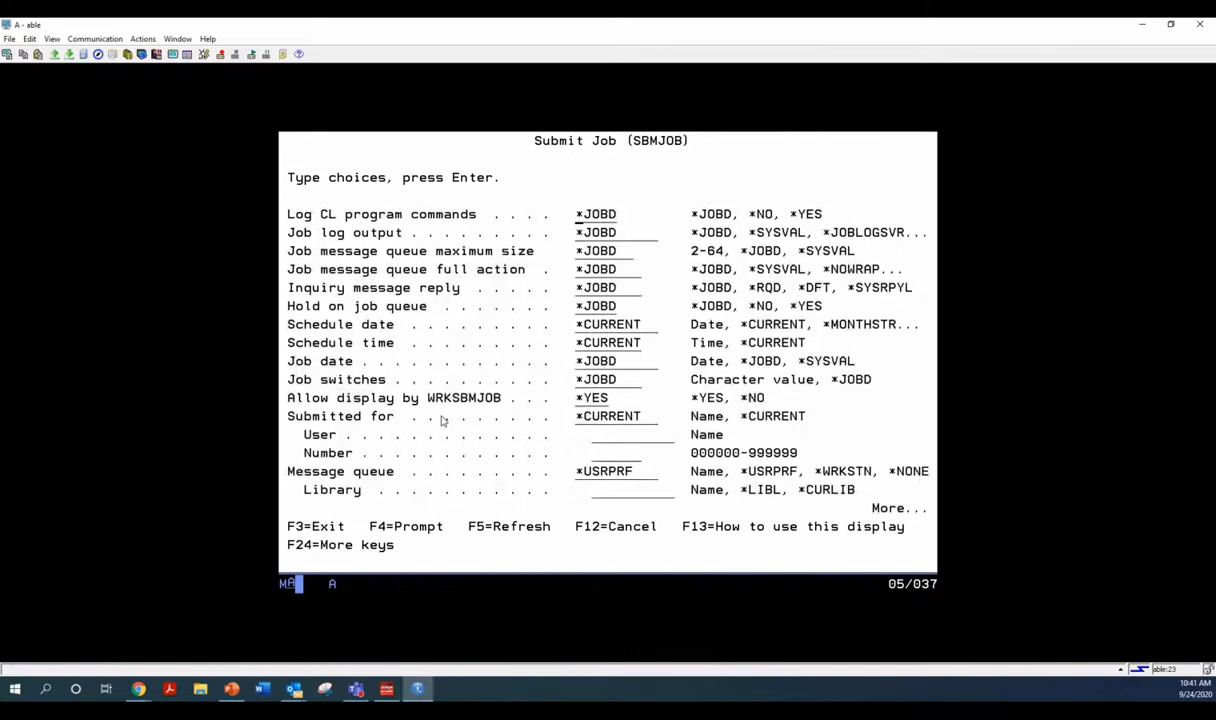 A - able
File Edit View Communication Actions Window Help
Submit Job (SBMJOB)
Type choices, press Enter.
Log CL program commands . . . . *JOBD *JOBD, *NO, *YES
Job log output . . . . . . . . . *JOBD *JOBD, *SYSVAL, *JOBLOGSVR...
Job message queue maximum size *JOBD 2-64, *JOBD, *SYSVAL
Job message queue full action . *JOBD *JOBD, *SYSVAL, *NOWRAP...
Inquiry message reply . . . . . *JOBD *JOBD, *RQD, *DFT, *SYSRPYL
Hold on job queue . . . . . . . *JOBD *JOBD, *NO, *YES
Schedule date . . . . . . . . . *CURRENT Date, *CURRENT, *MONTHSTR...
Schedule time . . . . . . . . . *CURRENT Time, *CURRENT
Job date . . . . . . . . . . . . *JOBD Date, *JOBD, *SYSVAL
Job switches . . . . . . . . . . *JOBD Character value, *JOBD
Allow display by WRKSBMJOB . . . *YES *YES, *NO
Submitted for . . . . . . . . . *CURRENT Name, *CURRENT
User . . . . . . . . . . . . . Name
Number . . . . . . . . . . . . 000000-999999
Message queue . . . . . . . . . *USRPRF Name, *USRPRF, *WRKSTN, *NONE
Library . . . . . . . . . . . Name, *LIBL, *CURLIB
More...
F3=Exit F4=Prompt F5=Refresh F12=Cancel F13=How to use this display
F24=More keys
MA A 05/037
able:23
10:41 AM
9/24/2020